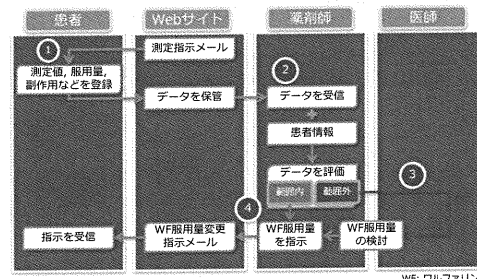 患者
Webサイト
薬剤師
医師
1
測定指示メール
測定値, 服用量,
副作用などを登録
2
データを保管
データを受信
患者情報
データを評価
範囲内
範囲外
3
4
指示を受信
WF服用量変更
指示メール
WF服用量
を指示
WF服用量
の検討
WF: ワルファリン